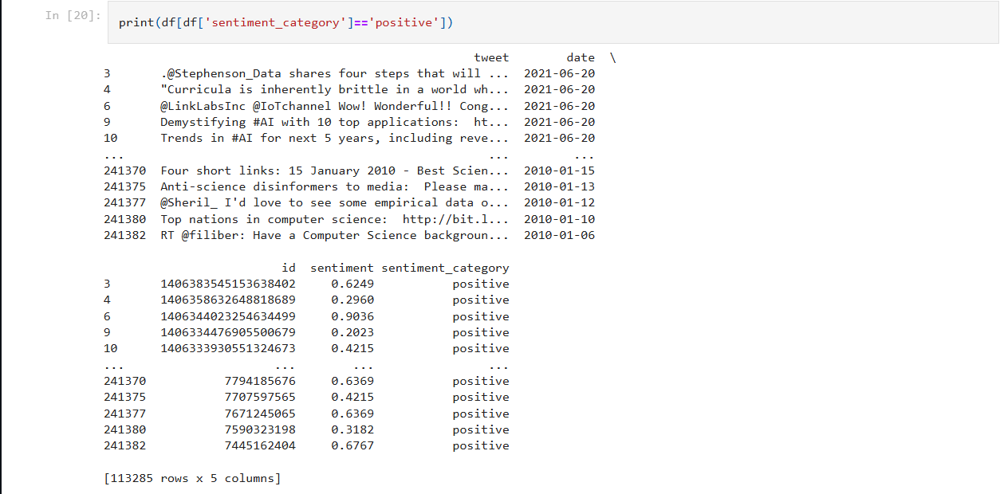 In [20]:
print(df[df['sentiment_category']=='positive'])
tweet date \
3 .@Stephenson_Data shares four steps that will ... 2021-06-20
4 "Curricula is inherently brittle in a world wh... 2021-06-20
6 @LinkLabsInc @IoTchannel Wow! Wonderful!! Cong... 2021-06-20
9 Demystifying #AI with 10 top applications:  ht... 2021-06-20
10 Trends in #AI for next 5 years, including reve... 2021-06-20
... ... ...
241370 Four short links: 15 January 2010 - Best Scien... 2010-01-15
241375 Anti-science disinformers to media:  Please ma... 2010-01-13
241377 @Sheril_ I'd love to see some empirical data o... 2010-01-12
241380 Top nations in computer science:  http://bit.l... 2010-01-10
241382 RT @filiber: Have a Computer Science backgroun... 2010-01-06
id sentiment sentiment_category
3 1406383545153638402 0.6249 positive
4 1406358632648818689 0.2960 positive
6 1406344023254634499 0.9036 positive
9 1406334476905500679 0.2023 positive
10 1406333930551324673 0.4215 positive
... ... ... ...
241370 7794185676 0.6369 positive
241375 7707597565 0.4215 positive
241377 7671245065 0.6369 positive
241380 7590323198 0.3182 positive
241382 7445162404 0.6767 positive
[113285 rows x 5 columns]